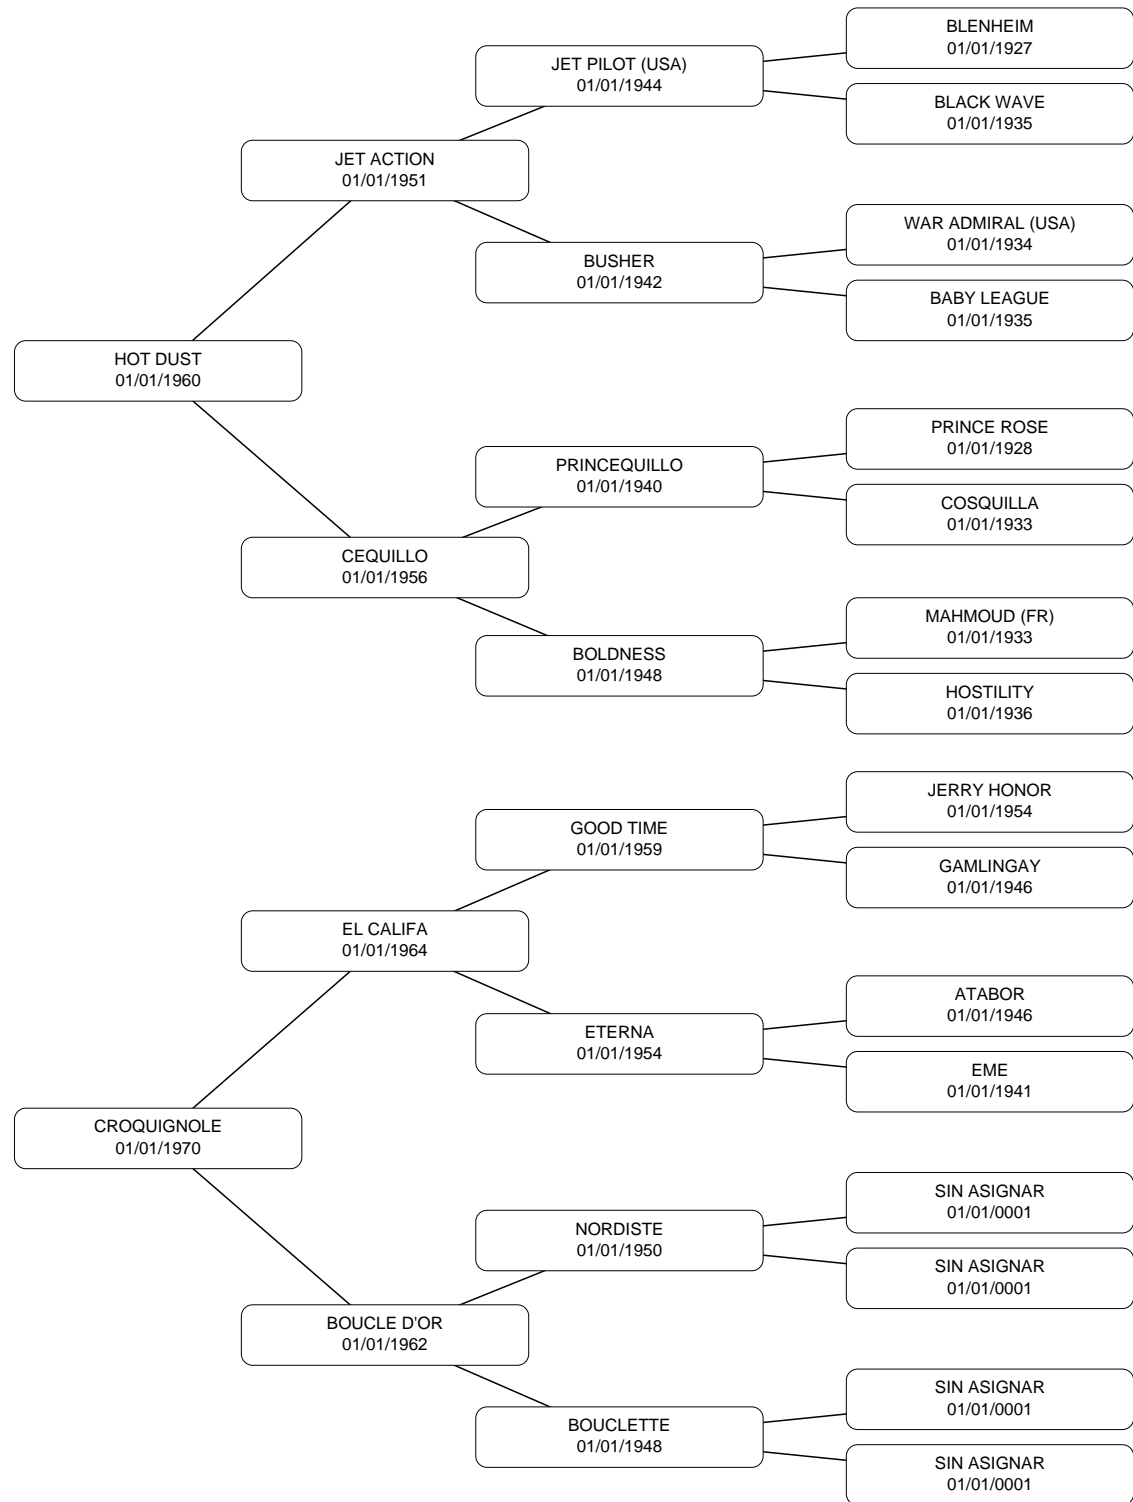 BLENHEIM
01/01/1927
JET PILOT (USA)
01/01/1944
BLACK WAVE
01/01/1935
JET ACTION
01/01/1951
WAR ADMIRAL (USA)
01/01/1934
BUSHER
01/01/1942
BABY LEAGUE
01/01/1935
HOT DUST
01/01/1960
PRINCE ROSE
01/01/1928
PRINCEQUILLO
01/01/1940
COSQUILLA
01/01/1933
CEQUILLO
01/01/1956
MAHMOUD (FR)
01/01/1933
BOLDNESS
01/01/1948
HOSTILITY
01/01/1936
JERRY HONOR
01/01/1954
GOOD TIME
01/01/1959
GAMLINGAY
01/01/1946
EL CALIFA
01/01/1964
ATABOR
01/01/1946
ETERNA
01/01/1954
EME
01/01/1941
CROQUIGNOLE
01/01/1970
SIN ASIGNAR
01/01/0001
NORDISTE
01/01/1950
SIN ASIGNAR
01/01/0001
BOUCLE D'OR
01/01/1962
SIN ASIGNAR
01/01/0001
BOUCLETTE
01/01/1948
SIN ASIGNAR
01/01/0001